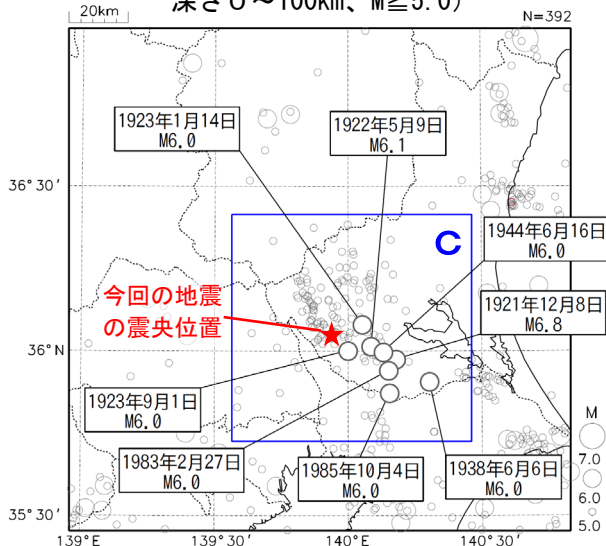 深さ0~100km、M≧5.0)
20km
N=392
1923年1月14日
M6.0
1922年5月9日
M6.1
36°30′
C
1944年6月16日
M6.0
今回の地震
の震央位置
1921年12月8日
M6.8
36°N
1923年9月1日
M6.0
1983年2月27日
M6.0
1985年10月4日
M6.0
1938年6月6日
M6.0
M
7.0
6.0
5.0
35°30′
139°E
139°30′
140°E
140°30′